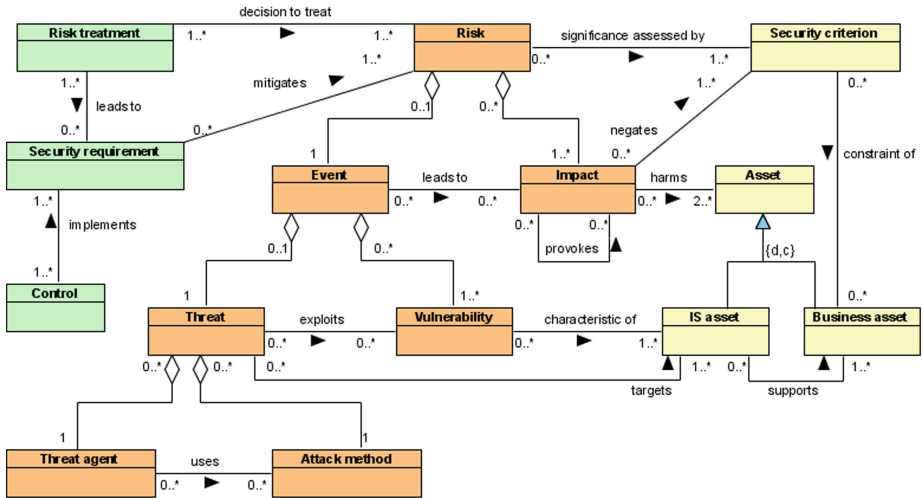 decision to treat
Risk treatment
1..*
1..*
Risk
significance assessed by
0..*
1..*
Security criterion
1..*
leads to
0..*
mitigates
1..*
0..*
0..1
0..*
1..*
negates
0..*
0..*
constraint of
Security requirement
1
1..*
Event
leads to
0..*
0..*
Impact
harms
0..*
2..*
Asset
1..*
implements
1..*
0..1
0..*
0..*
0..*
provokes
{d,c}
Control
1
1..*
0..*
Threat
exploits
0..*
0..*
Vulnerability
characteristic of
0..*
1..*
IS asset
Business asset
0..*
0..*
0..*
targets
1..*
0..*
supports
1..*
1
1
Threat agent
uses
0..*
0..*
Attack method